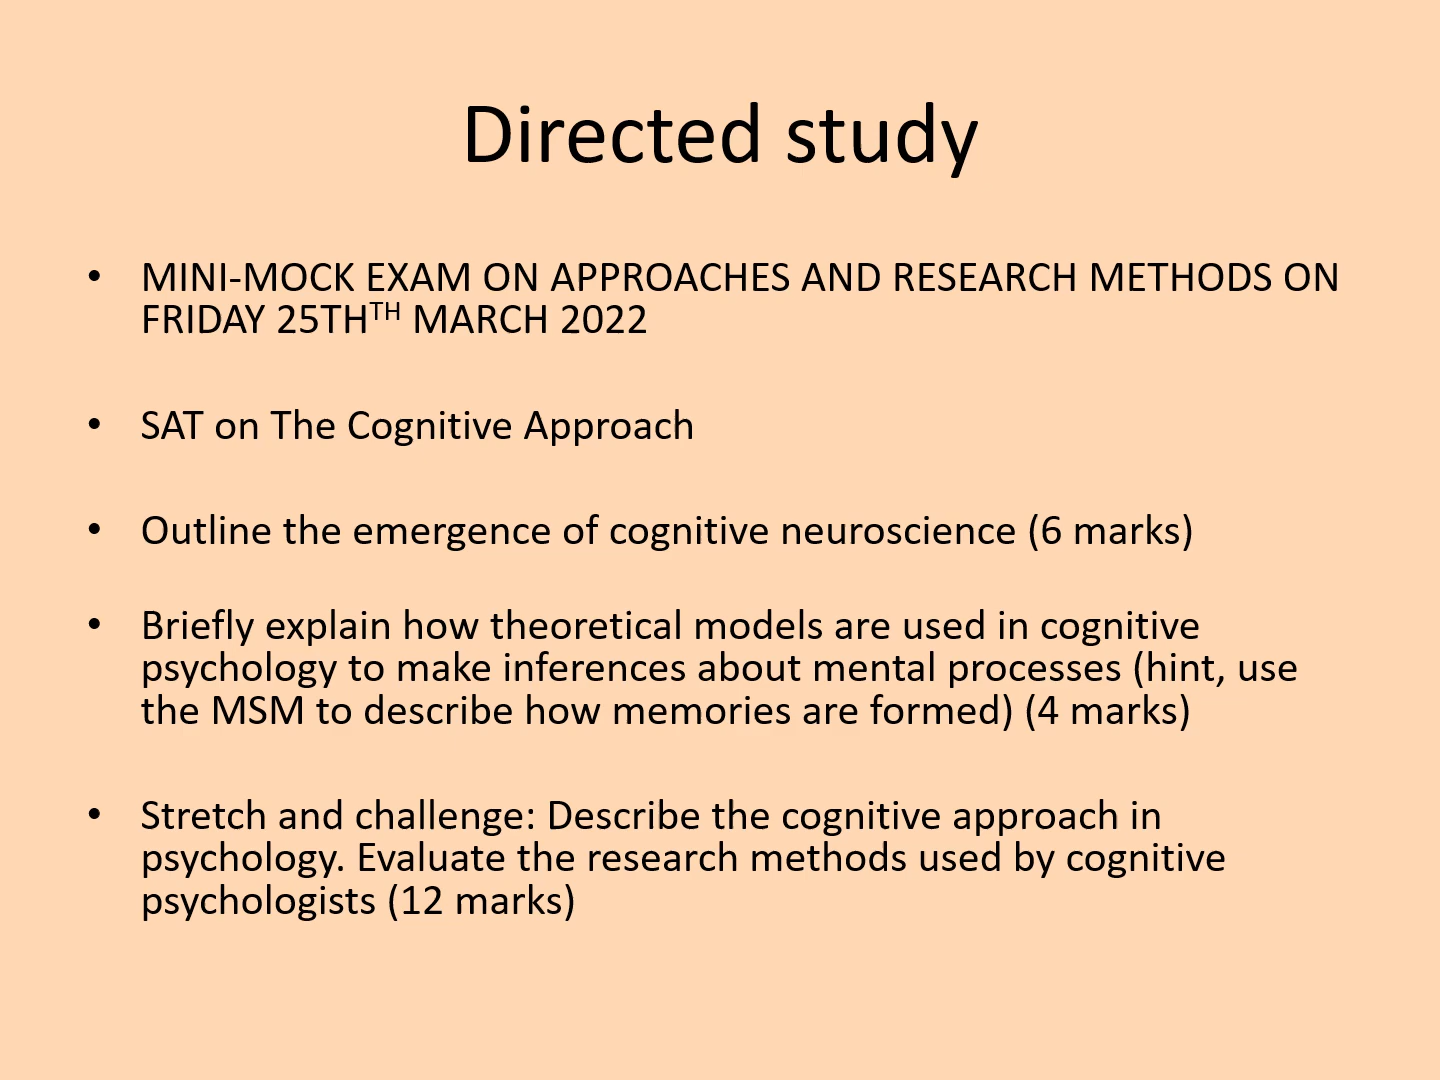 Directed study
• MINI-MOCK EXAM ON APPROACHES AND RESEARCH METHODS ON
FRIDAY 25THTH MARCH 2022
• SAT on The Cognitive Approach
• Outline the emergence of cognitive neuroscience (6 marks)
• Briefly explain how theoretical models are used in cognitive
psychology to make inferences about mental processes (hint, use
the MSM to describe how memories are formed) (4 marks)
• Stretch and challenge: Describe the cognitive approach in
psychology. Evaluate the research methods used by cognitive
psychologists (12 marks)